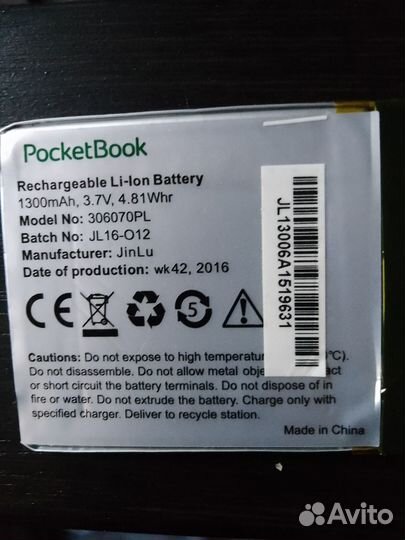 PocketBook
Rechargeable Li-Ion Battery
1300mAh, 3.7V, 4.81Whr
Model No: 306070PL
Batch No: JL16-O12
Manufacturer: JinLu
Date of production: wk42, 2016
CE
5
JL13006A1519631
Cautions: Do not expose to high temperatur °C).
Do not disassemble. Do not allow metal obje act
or short circuit the battery terminals. Do not dispose of in
fire or water. Do not extrude the battery. Charge only with
specified charger. Deliver to recycle station.
Made in China
Avito